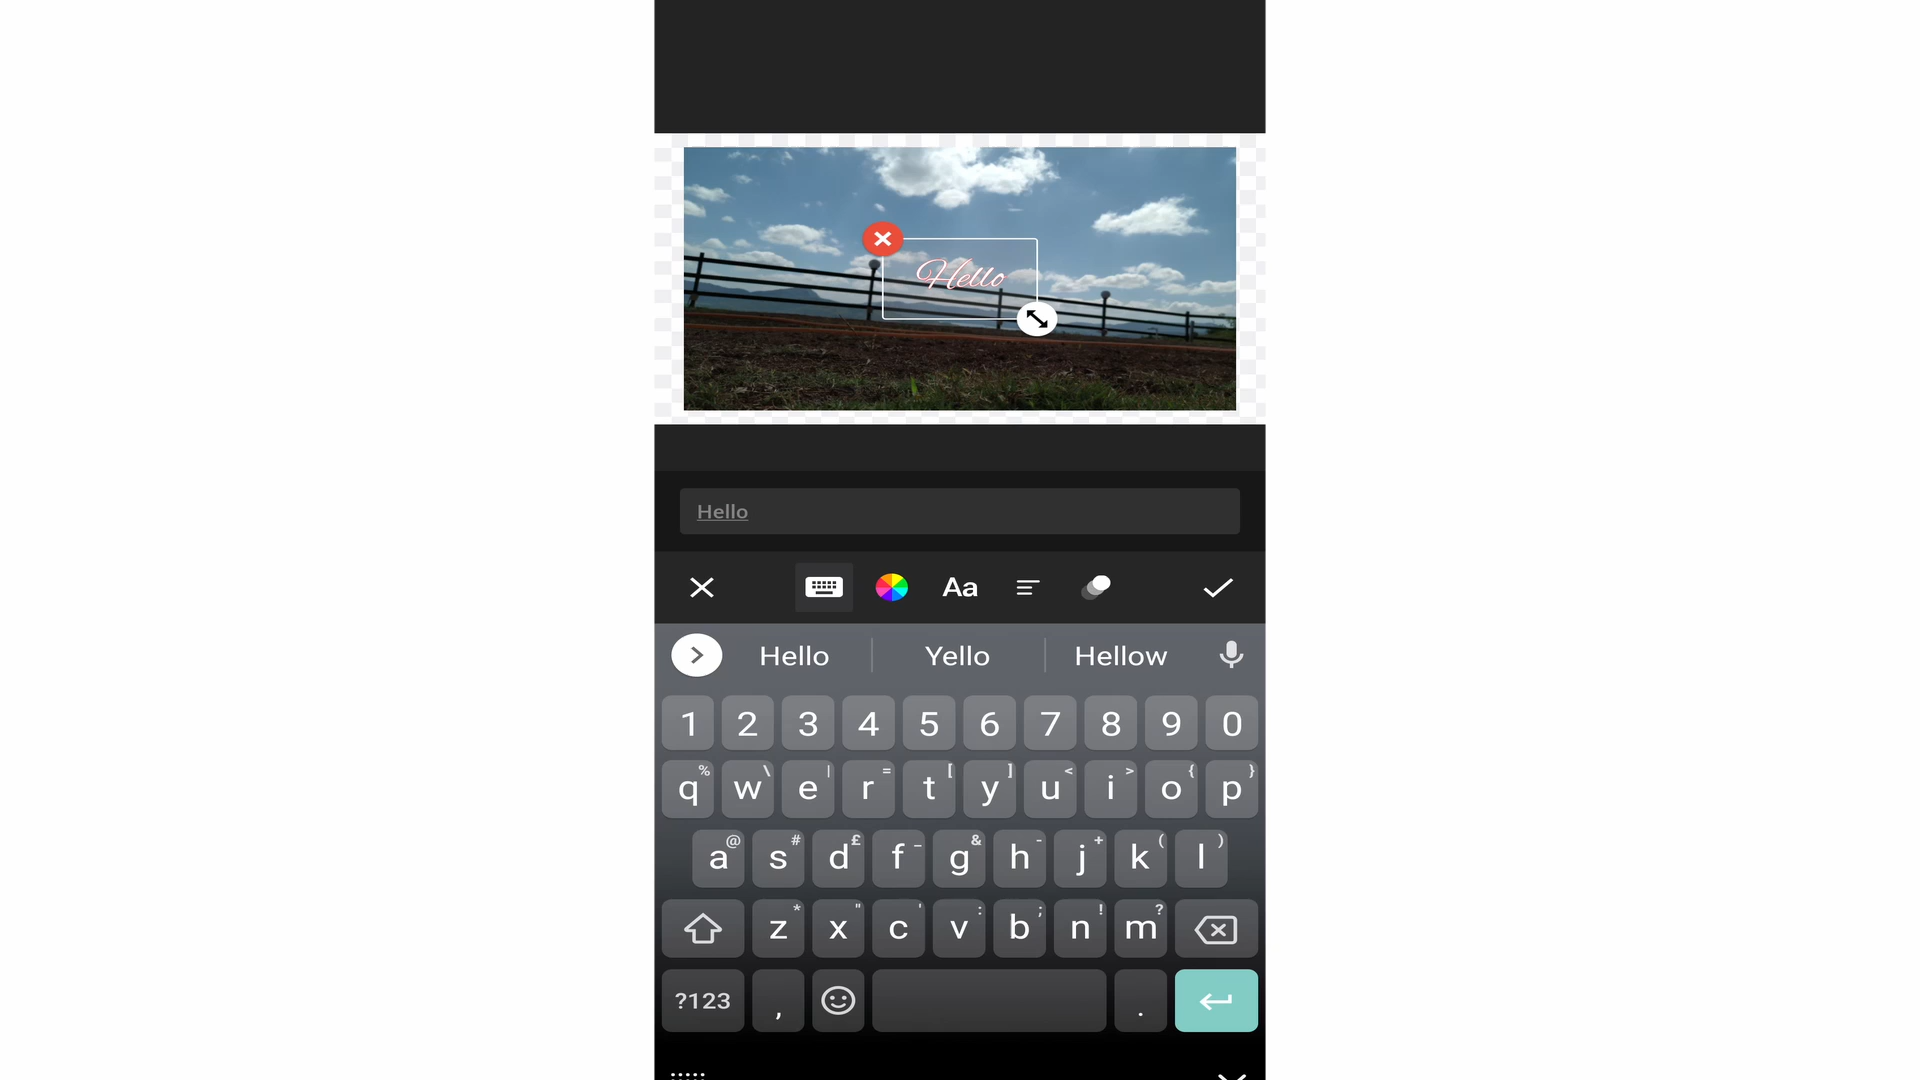 Hello
Hello
Aa
Hello Yello Hellow
1 2 3 4 5 6 7 8 9 0
% \ | = [ ] < > { }
q w e r t y u i o p
@ # £ _ & - + ( )
a s d f g h j k l
* " ' : ; ! ?
z x c v b n m
?123 , .